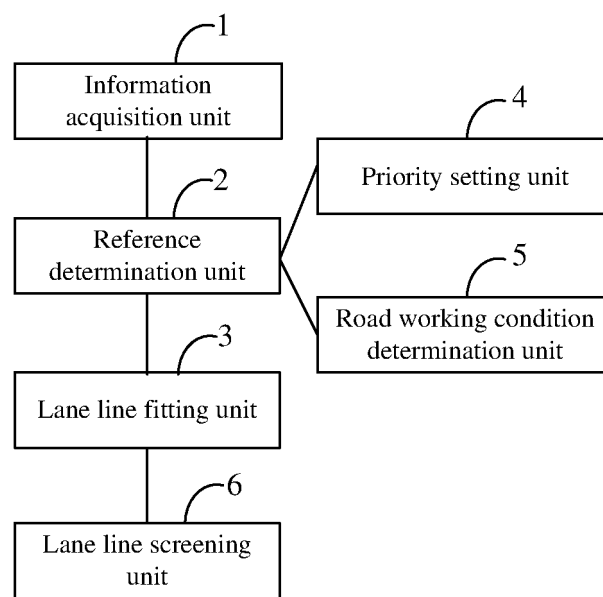 1
Information
acquisition unit
4
Priority setting unit
2
Reference
determination unit
5
Road working condition
determination unit
3
Lane line fitting unit
6
Lane line screening
unit